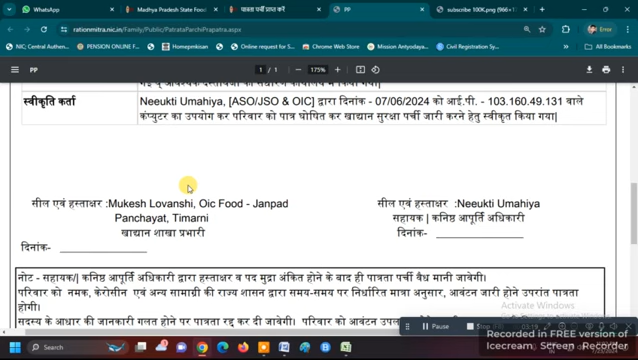 WhatsApp
Madhya Pradesh State Food
पात्रता पर्ची प्राप्त करें
PP
subscribe 100K.png (966×1
rationmitra.nic.in/Family/Public/PatrataParchiPrapatra.aspx
NIC; Central Authen...
PENSION ONLINE F...
Homepmkisan
Online request for S...
Chrome Web Store
Mission Antyodaya...
Civil Registration Sy...
All Bookmarks
PP
1 / 1
175%
स्वीकृति कर्ता
Neeukti Umahiya, [ASO/JSO & OIC] द्वारा दिनांक - 07/06/2024 को आई.पी. - 103.160.49.131 वाले
कंप्युटर का उपयोग कर परिवार को पात्र घोषित कर खाद्यान सुरक्षा पर्ची जारी करने हेतु स्वीकृत किया गया|
सील एवं हस्ताक्षर :Mukesh Lovanshi, Oic Food - Janpad
Panchayat, Timarni
खाद्यान शाखा प्रभारी
दिनांक- _______________
सील एवं हस्ताक्षर :Neeukti Umahiya
सहायक | कनिष्ठ आपूर्ति अधिकारी
दिनांक- _______________
नोट - सहायक/| कनिष्ठ आपूर्ति अधिकारी द्वारा हस्ताक्षर व पद मुद्रा अंकित होने के बाद ही पात्रता पर्ची वैध मानी जावेगी।
परिवार को नमक, केरोसीन एवं अन्य सामाग्री की राज्य शासन द्वारा समय-समय पर निर्धारित मात्रा अनुसार, आवंटन जारी होने उपरांत पात्रता
होगी।
सदस्य के आधार की जानकारी गलत होने पर पात्रता रद्द कर दी जावेगी। परिवार को आवंटन
Activate Windows
Pause
Stop
03:19
Recorded with FREE version of
Icecream Screen Recorder
Search
IN